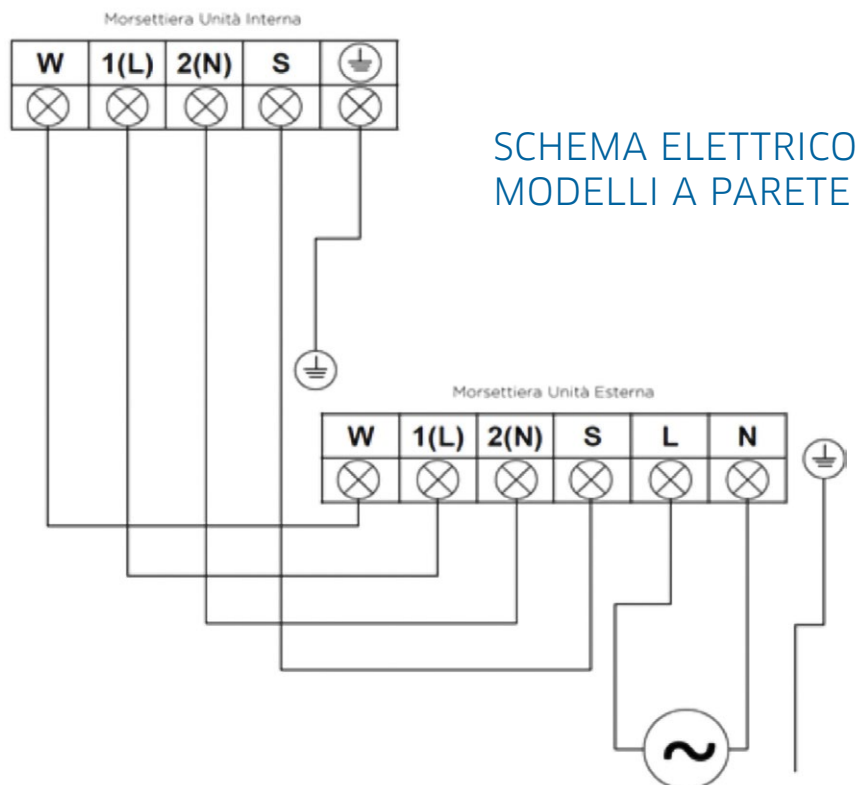 Morsettiera Unità Interna
W 1(L) 2(N) S
SCHEMA ELETTRICO
MODELLI A PARETE
Morsettiera Unità Esterna
W 1(L) 2(N) S L N